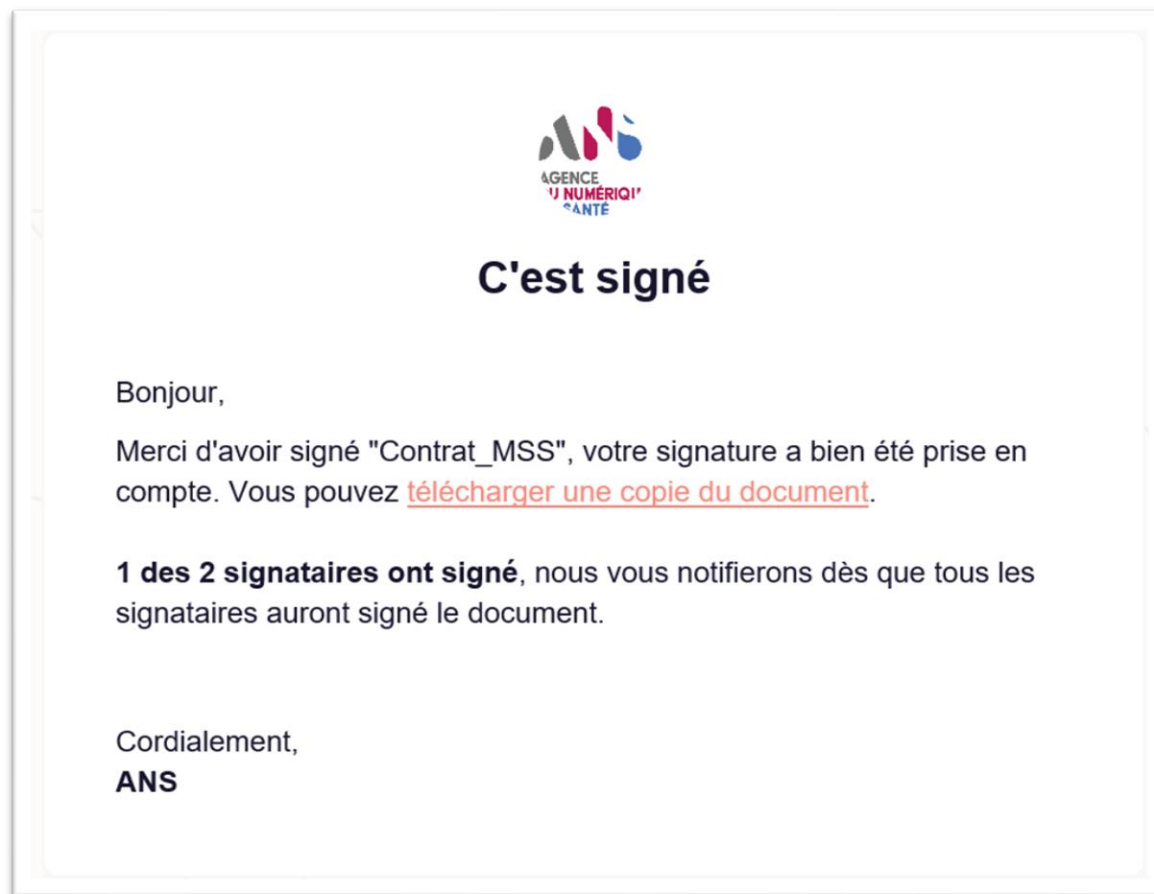 ANS
AGENCE
U NUMÉRIQU
SANTÉ
C'est signé
Bonjour,
Merci d'avoir signé "Contrat_MSS", votre signature a bien été prise en
compte. Vous pouvez télécharger une copie du document.
1 des 2 signataires ont signé, nous vous notifierons dès que tous les
signataires auront signé le document.
Cordialement,
ANS